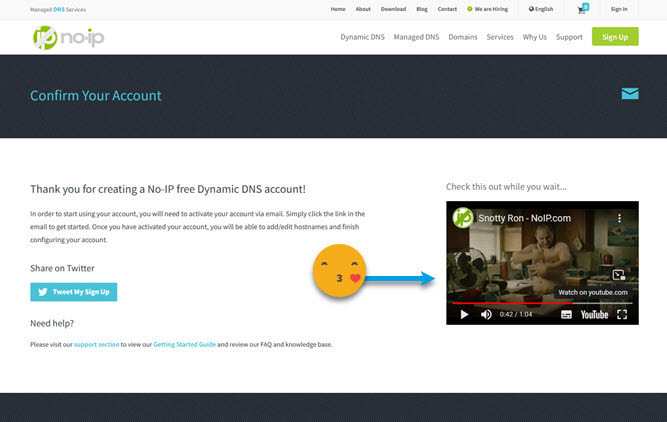 Managed DNS Services
Home About Download Blog Contact We are Hiring English 0 Sign In
no-ip
Dynamic DNS Managed DNS Domains Services Why Us Support Sign Up
Confirm Your Account
Thank you for creating a No-IP free Dynamic DNS account!
In order to start using your account, you will need to activate your account via email. Simply click the link in the
email to get started. Once you have activated your account, you will be able to add/edit hostnames and finish
configuring your account.
Share on Twitter
Tweet My Sign Up
Need help?
Please visit our support section to view our Getting Started Guide and review our FAQ and knowledge base.
3
Check this out while you wait...
Snotty Ron - NoIP.com
Watch on youtube.com
0:42 / 1:04
YouTube